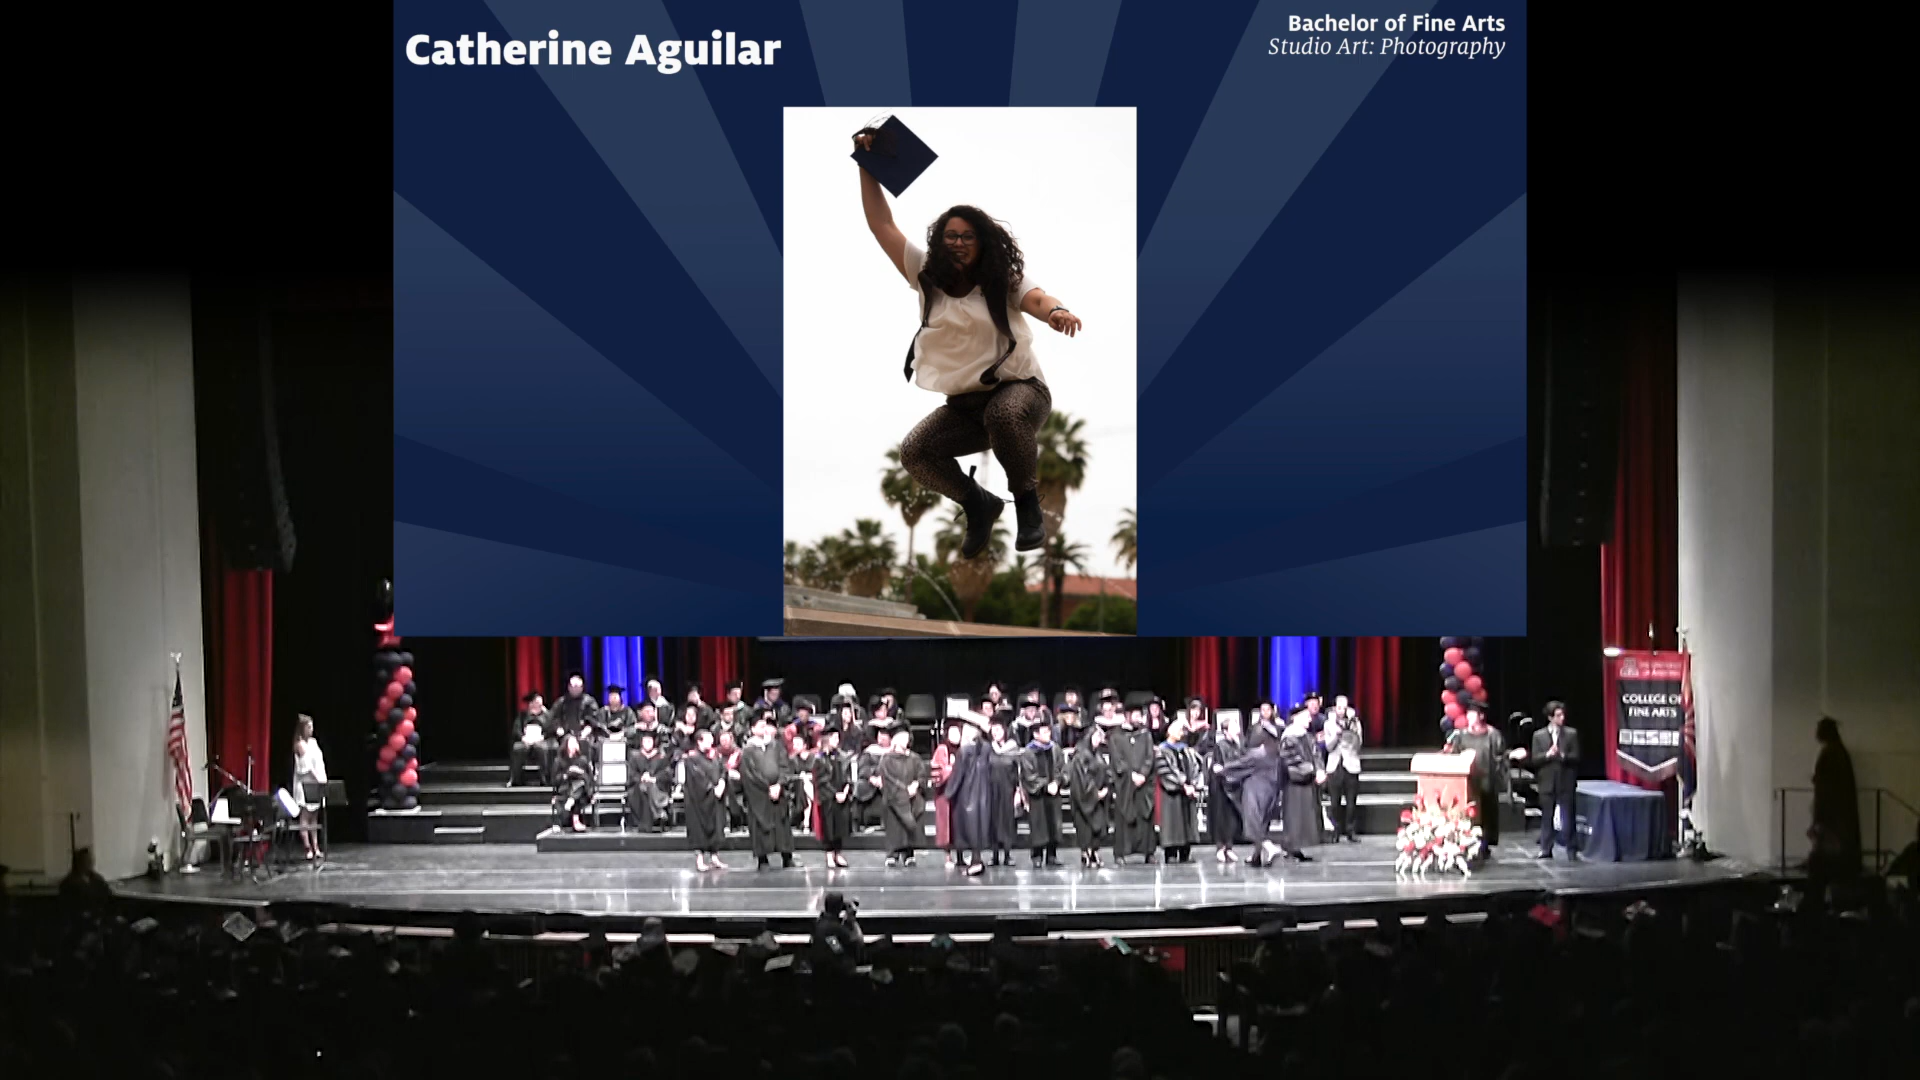 Catherine Aguilar
Bachelor of Fine Arts
Studio Art: Photography
COLLEGE OF
FINE ARTS